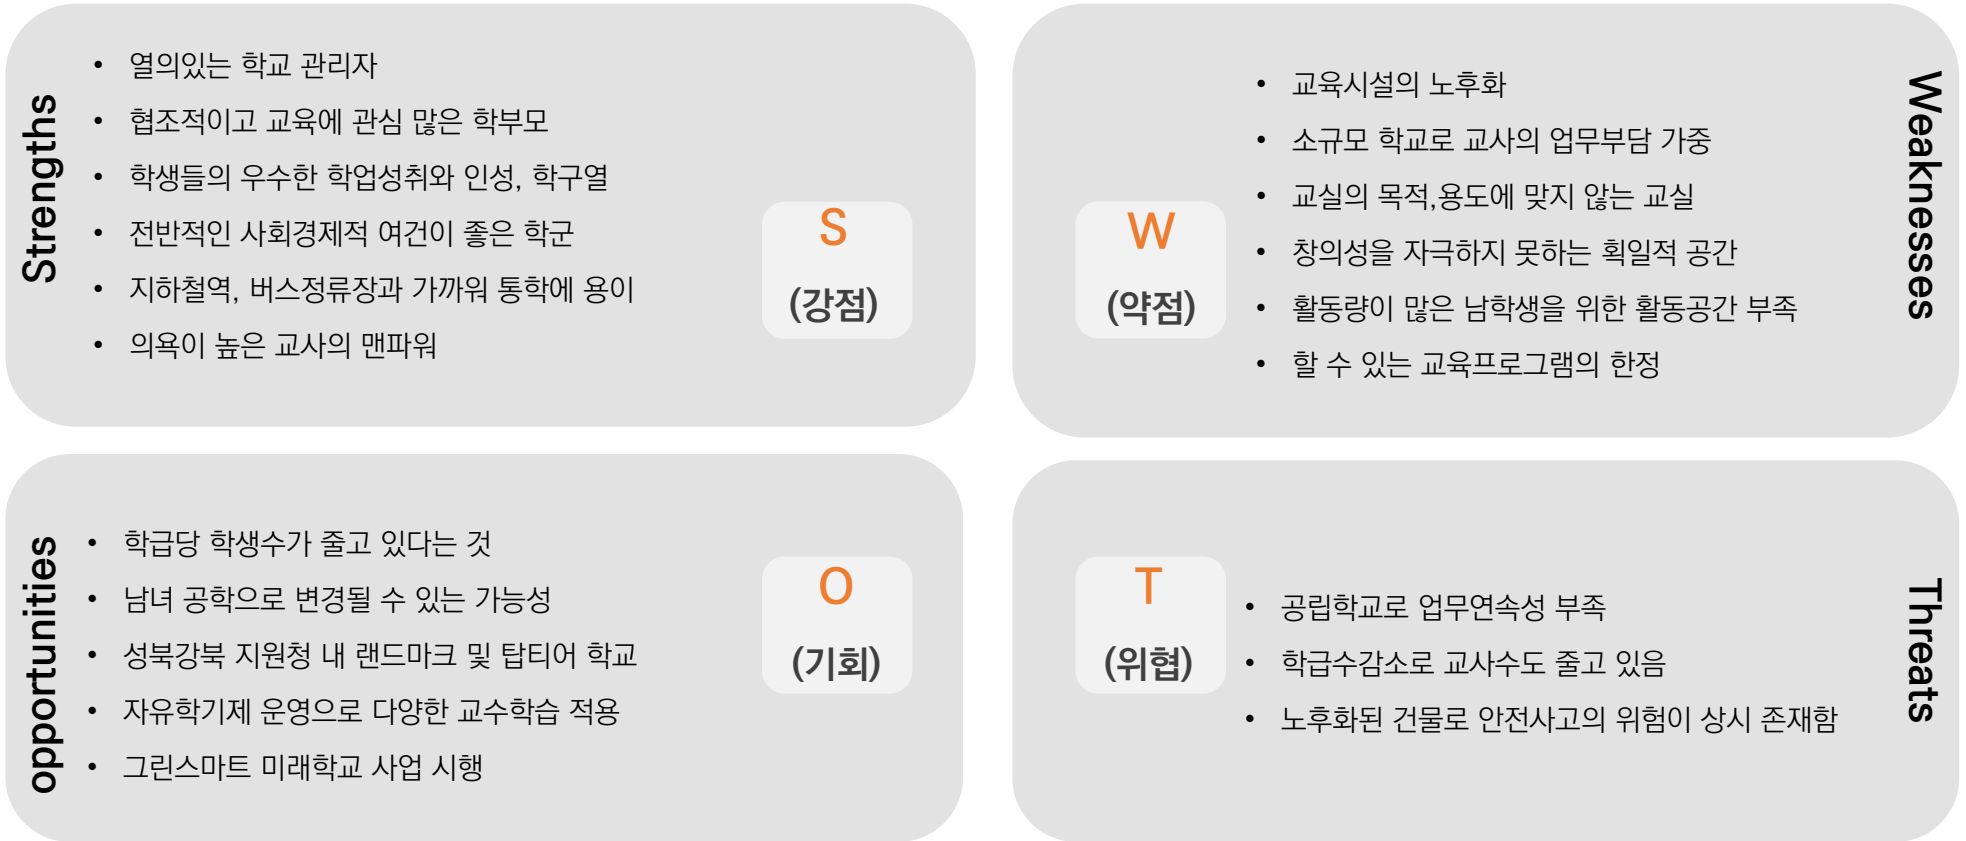 Strengths
• 열의있는 학교 관리자
• 협조적이고 교육에 관심 많은 학부모
• 학생들의 우수한 학업성취와 인성, 학구열
• 전반적인 사회경제적 여건이 좋은 학군
• 지하철역, 버스정류장과 가까워 통학에 용이
• 의욕이 높은 교사의 맨파워
S
(강점)
W
(약점)
• 교육시설의 노후화
• 소규모 학교로 교사의 업무부담 가중
• 교실의 목적,용도에 맞지 않는 교실
• 창의성을 자극하지 못하는 획일적 공간
• 활동량이 많은 남학생을 위한 활동공간 부족
• 할 수 있는 교육프로그램의 한정
Weaknesses
opportunities
• 학급당 학생수가 줄고 있다는 것
• 남녀 공학으로 변경될 수 있는 가능성
• 성북강북 지원청 내 랜드마크 및 탑티어 학교
• 자유학기제 운영으로 다양한 교수학습 적용
• 그린스마트 미래학교 사업 시행
O
(기회)
T
(위협)
• 공립학교로 업무연속성 부족
• 학급수감소로 교사수도 줄고 있음
• 노후화된 건물로 안전사고의 위험이 상시 존재함
Threats